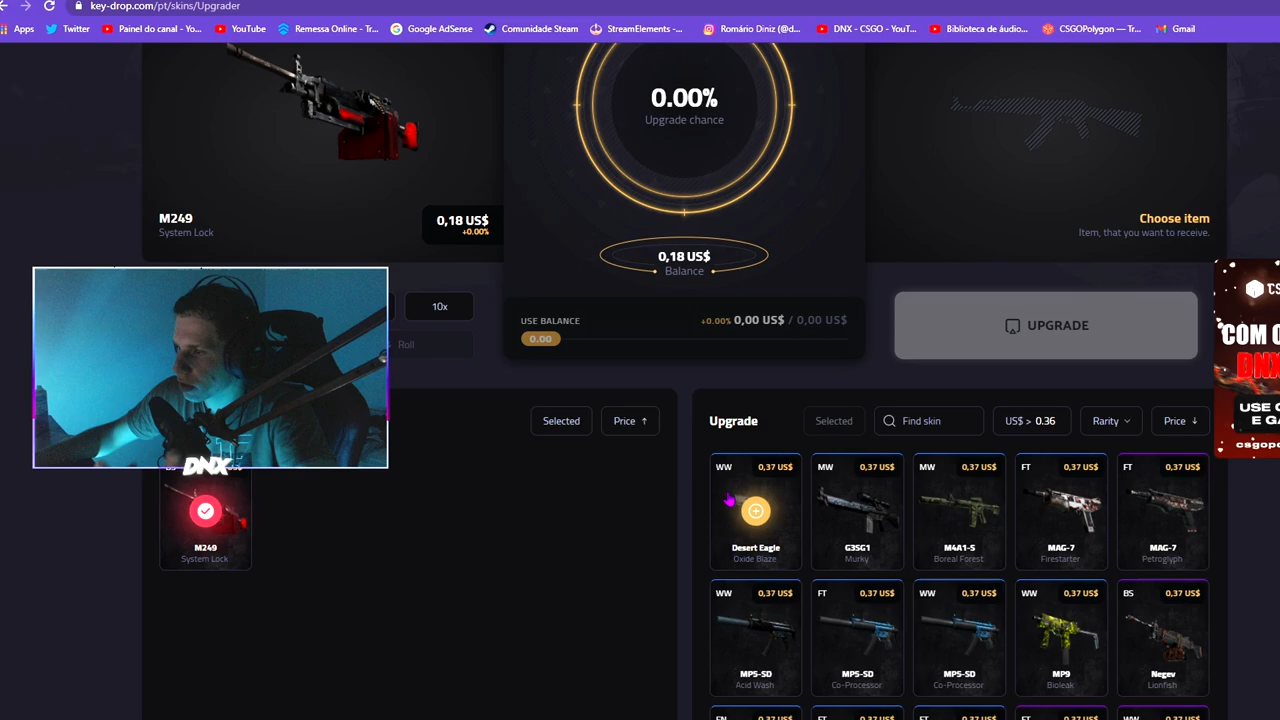 key-drop.com/pt/skins/Upgrader
Apps
Twitter
Painel do canal - Yo...
YouTube
Remessa Online - Tr...
Google AdSense
Comunidade Steam
StreamElements -...
Romário Diniz (@d...
DNX - CSGO - YouT...
Biblioteca de áudio...
CSGOPolygon — Tr...
Gmail
0.00%
Upgrade chance
M249
System Lock
0,18 US$
+0.00%
0,18 US$
Balance
Choose item
Item, that you want to receive.
10x
Roll
USE BALANCE
+0.00% 0,00 US$ / 0,00 US$
0.00
UPGRADE
COM
DNX
USE
E GA
csgopo
DNX
Selected
Price ↑
Upgrade
Selected
Find skin
US$ > 0.36
Rarity
Price ↓
M249
System Lock
WW 0,37 US$
Desert Eagle
Oxide Blaze
MW 0,37 US$
G3SG1
Murky
MW 0,37 US$
M4A1-S
Boreal Forest
FT 0,37 US$
MAG-7
Firestarter
FT 0,37 US$
MAG-7
Petroglyph
WW 0,37 US$
MP5-SD
Acid Wash
FT 0,37 US$
MP5-SD
Co-Processor
WW 0,37 US$
MP5-SD
Co-Processor
WW 0,37 US$
MP9
Bioleak
BS 0,37 US$
Negev
Lionfish